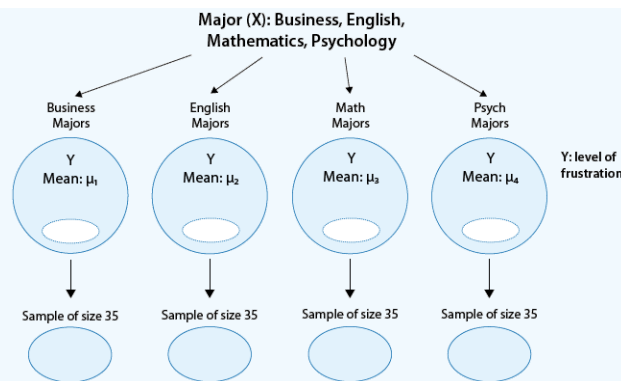 Major (X): Business, English,
Mathematics, Psychology
Business
Majors
English
Majors
Math
Majors
Psych
Majors
Y
Mean: μ₁
Y
Mean: μ₂
Y
Mean: μ₃
Y
Mean: μ₄
Y: level of
frustration
Sample of size 35
Sample of size 35
Sample of size 35
Sample of size 35